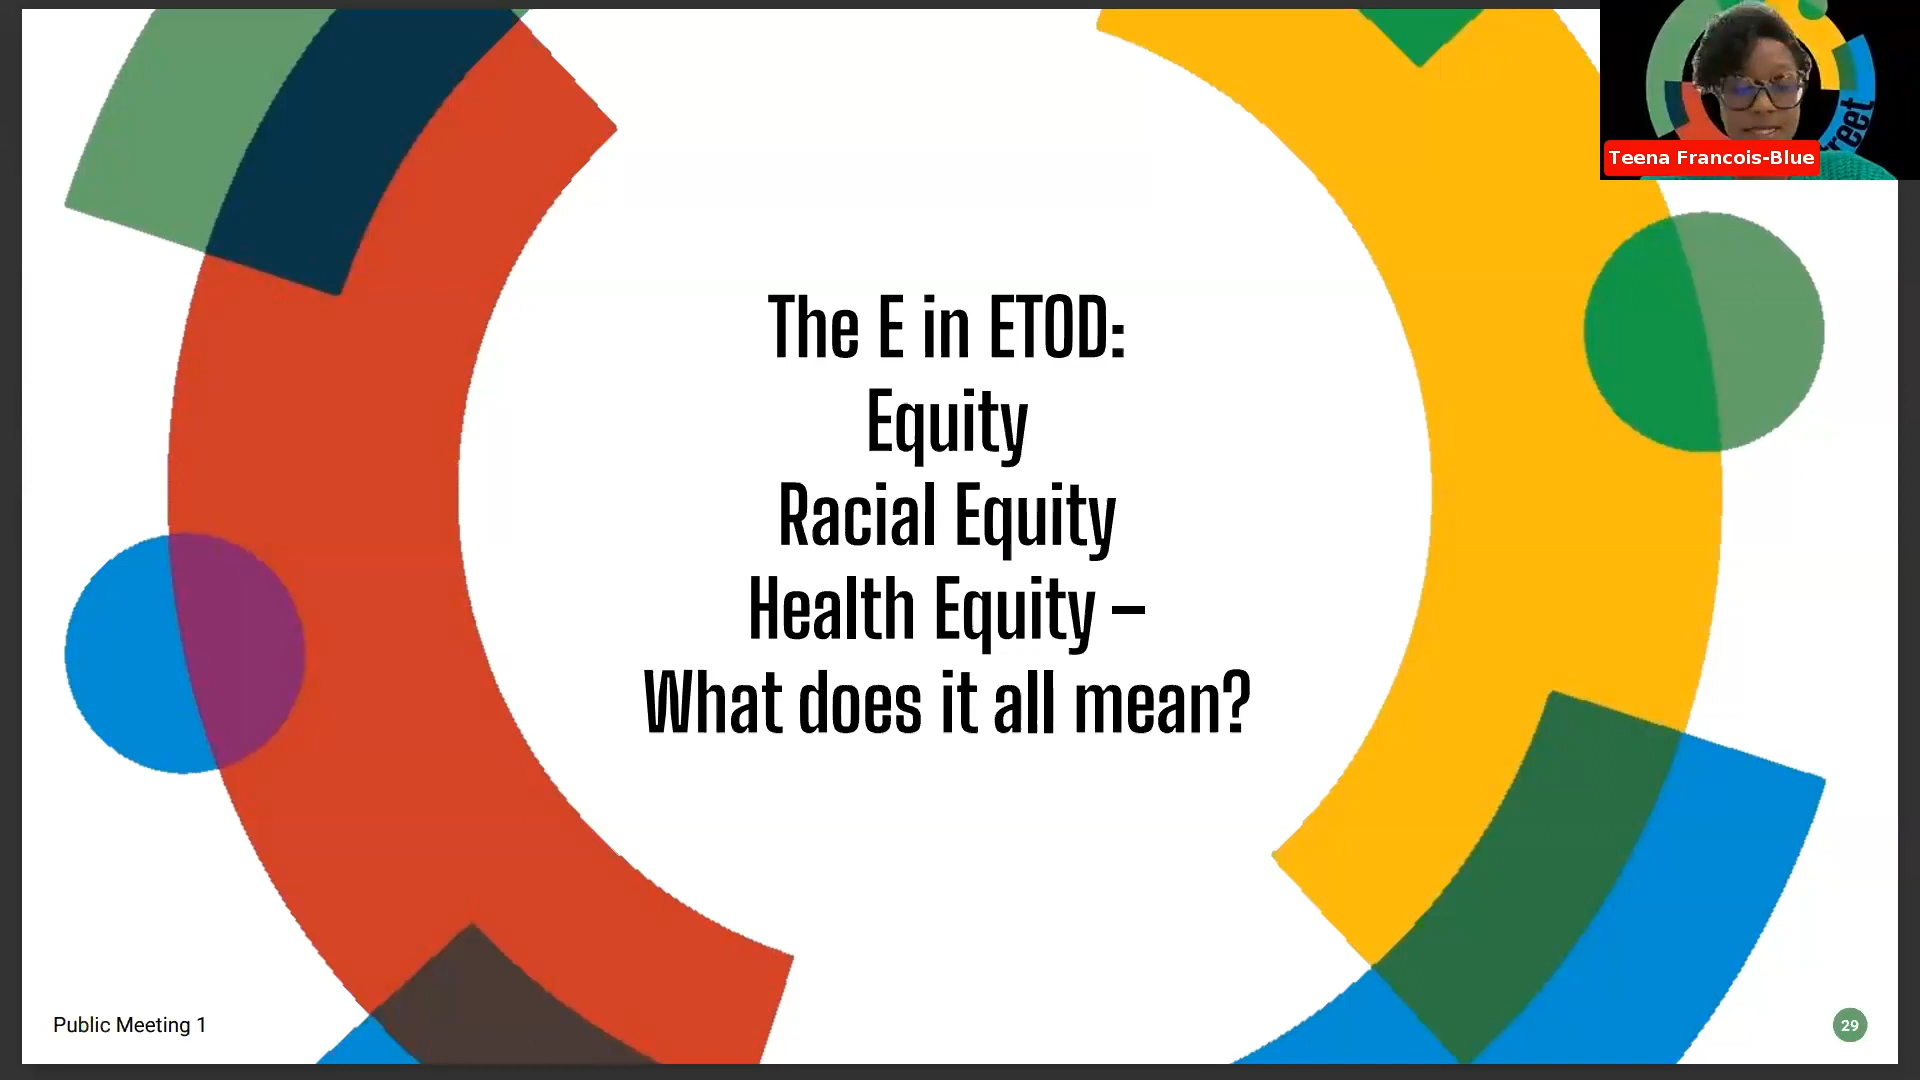 The E in ETOD:
Equity
Racial Equity
Health Equity –
What does it all mean?
reet
Teena Francois-Blue
Public Meeting 1
29